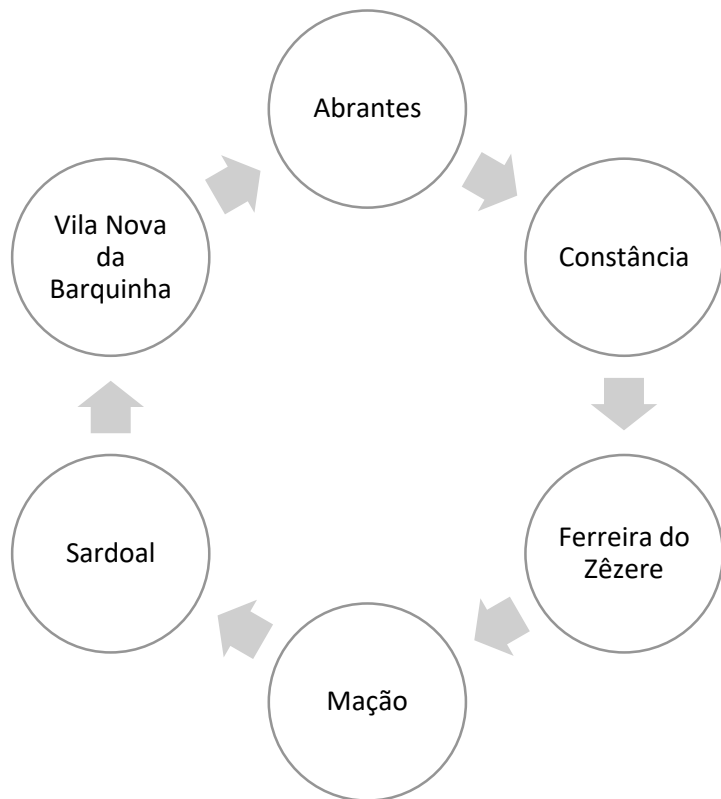 Abrantes
Constância
Ferreira do
Zêzere
Mação
Sardoal
Vila Nova
da
Barquinha